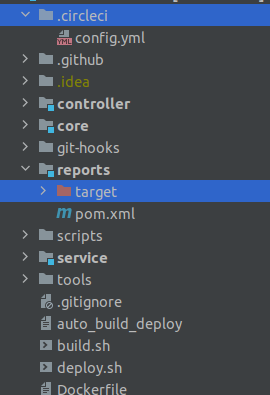 .circleci
YML
config.yml
.github
.idea
controller
core
git-hooks
reports
target
m pom.xml
scripts
service
tools
.gitignore
auto_build_deploy
build.sh
deploy.sh
Dockerfile